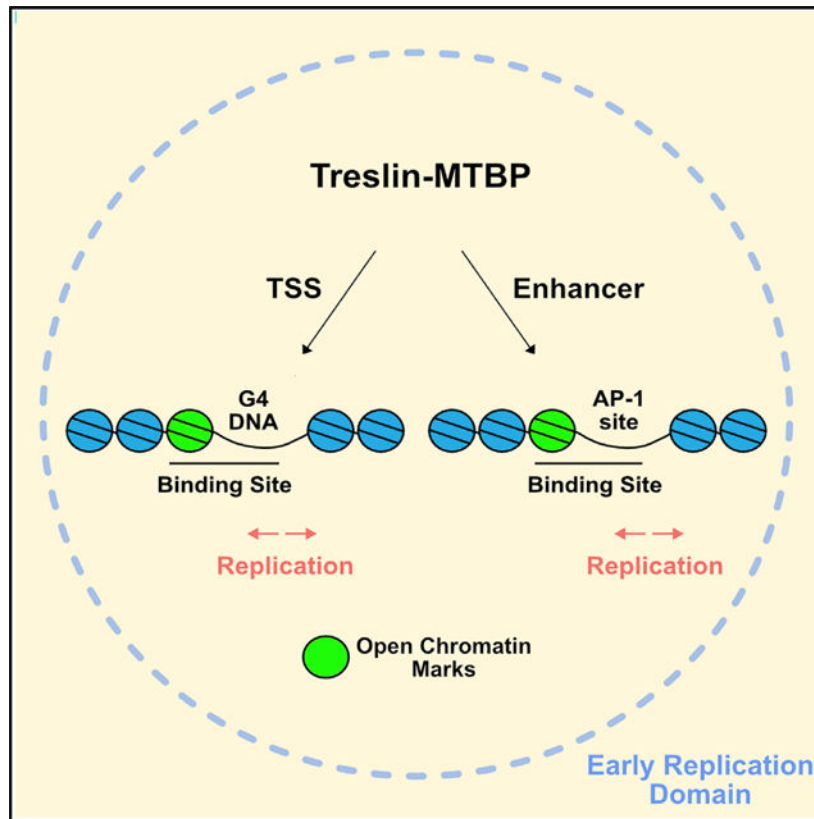 Treslin-MTBP
TSS
Enhancer
G4
DNA
AP-1
site
Binding Site
Binding Site
Replication
Replication
Open Chromatin
Marks
Early Replication
Domain